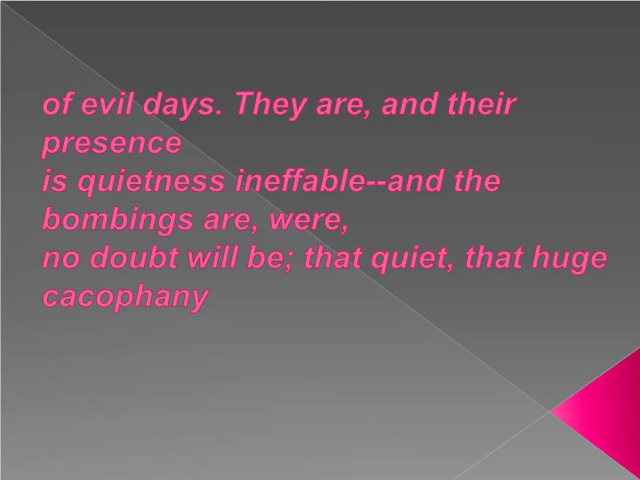 of evil days. They are, and their
presence
is quietness ineffable--and the
bombings are, were,
no doubt will be; that quiet, that huge
cacophany